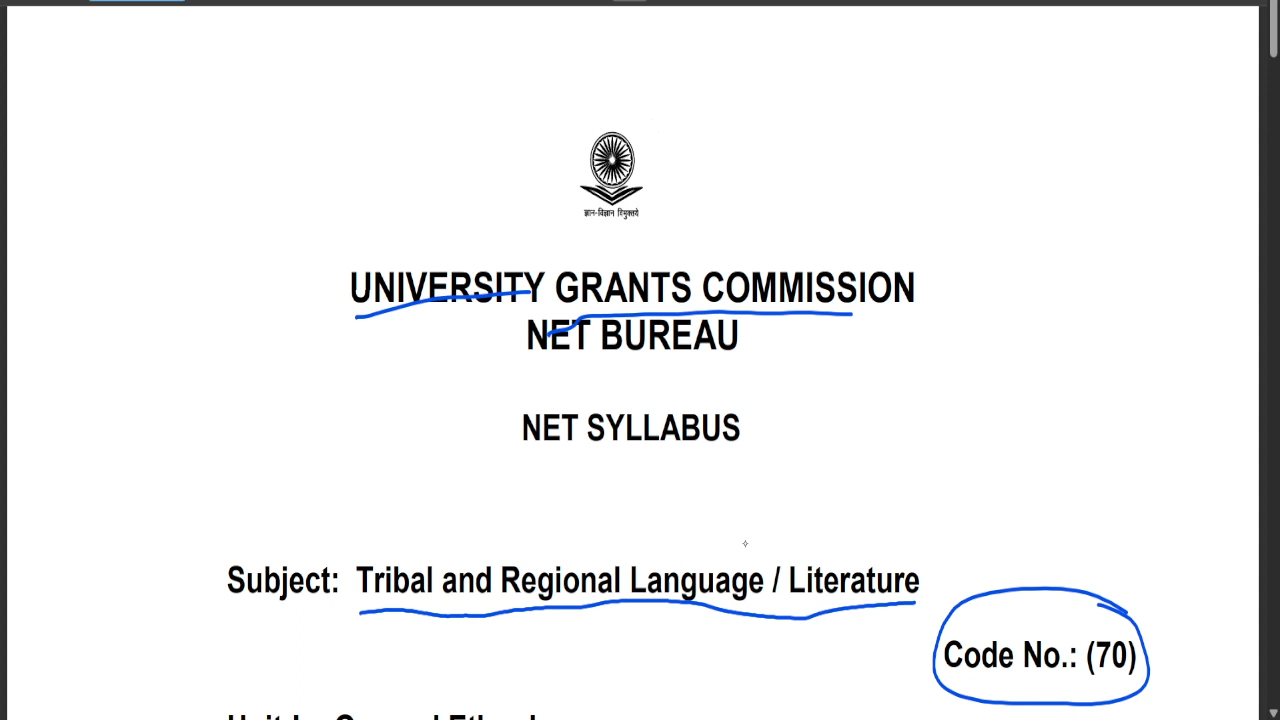 ज्ञान-विज्ञान विमुक्तये
UNIVERSITY GRANTS COMMISSION
NET BUREAU
NET SYLLABUS
Subject: Tribal and Regional Language / Literature
Code No.: (70)